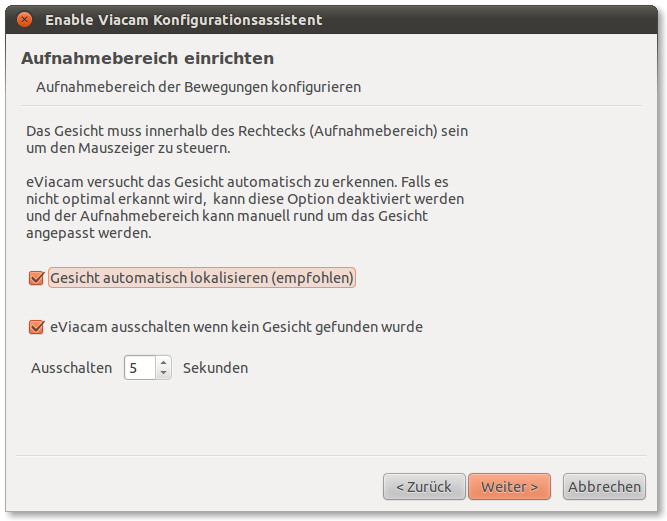 Enable Viacam Konfigurationsassistent
Aufnahmebereich einrichten
Aufnahmebereich der Bewegungen konfigurieren
Das Gesicht muss innerhalb des Rechtecks (Aufnahmebereich) sein
um den Mauszeiger zu steuern.
eViacam versucht das Gesicht automatisch zu erkennen. Falls es
nicht optimal erkannt wird,  kann diese Option deaktiviert werden
und der Aufnahmebereich kann manuell rund um das Gesicht
angepasst werden.
Gesicht automatisch lokalisieren (empfohlen)
eViacam ausschalten wenn kein Gesicht gefunden wurde
Ausschalten 5 Sekunden
< Zurück Weiter > Abbrechen